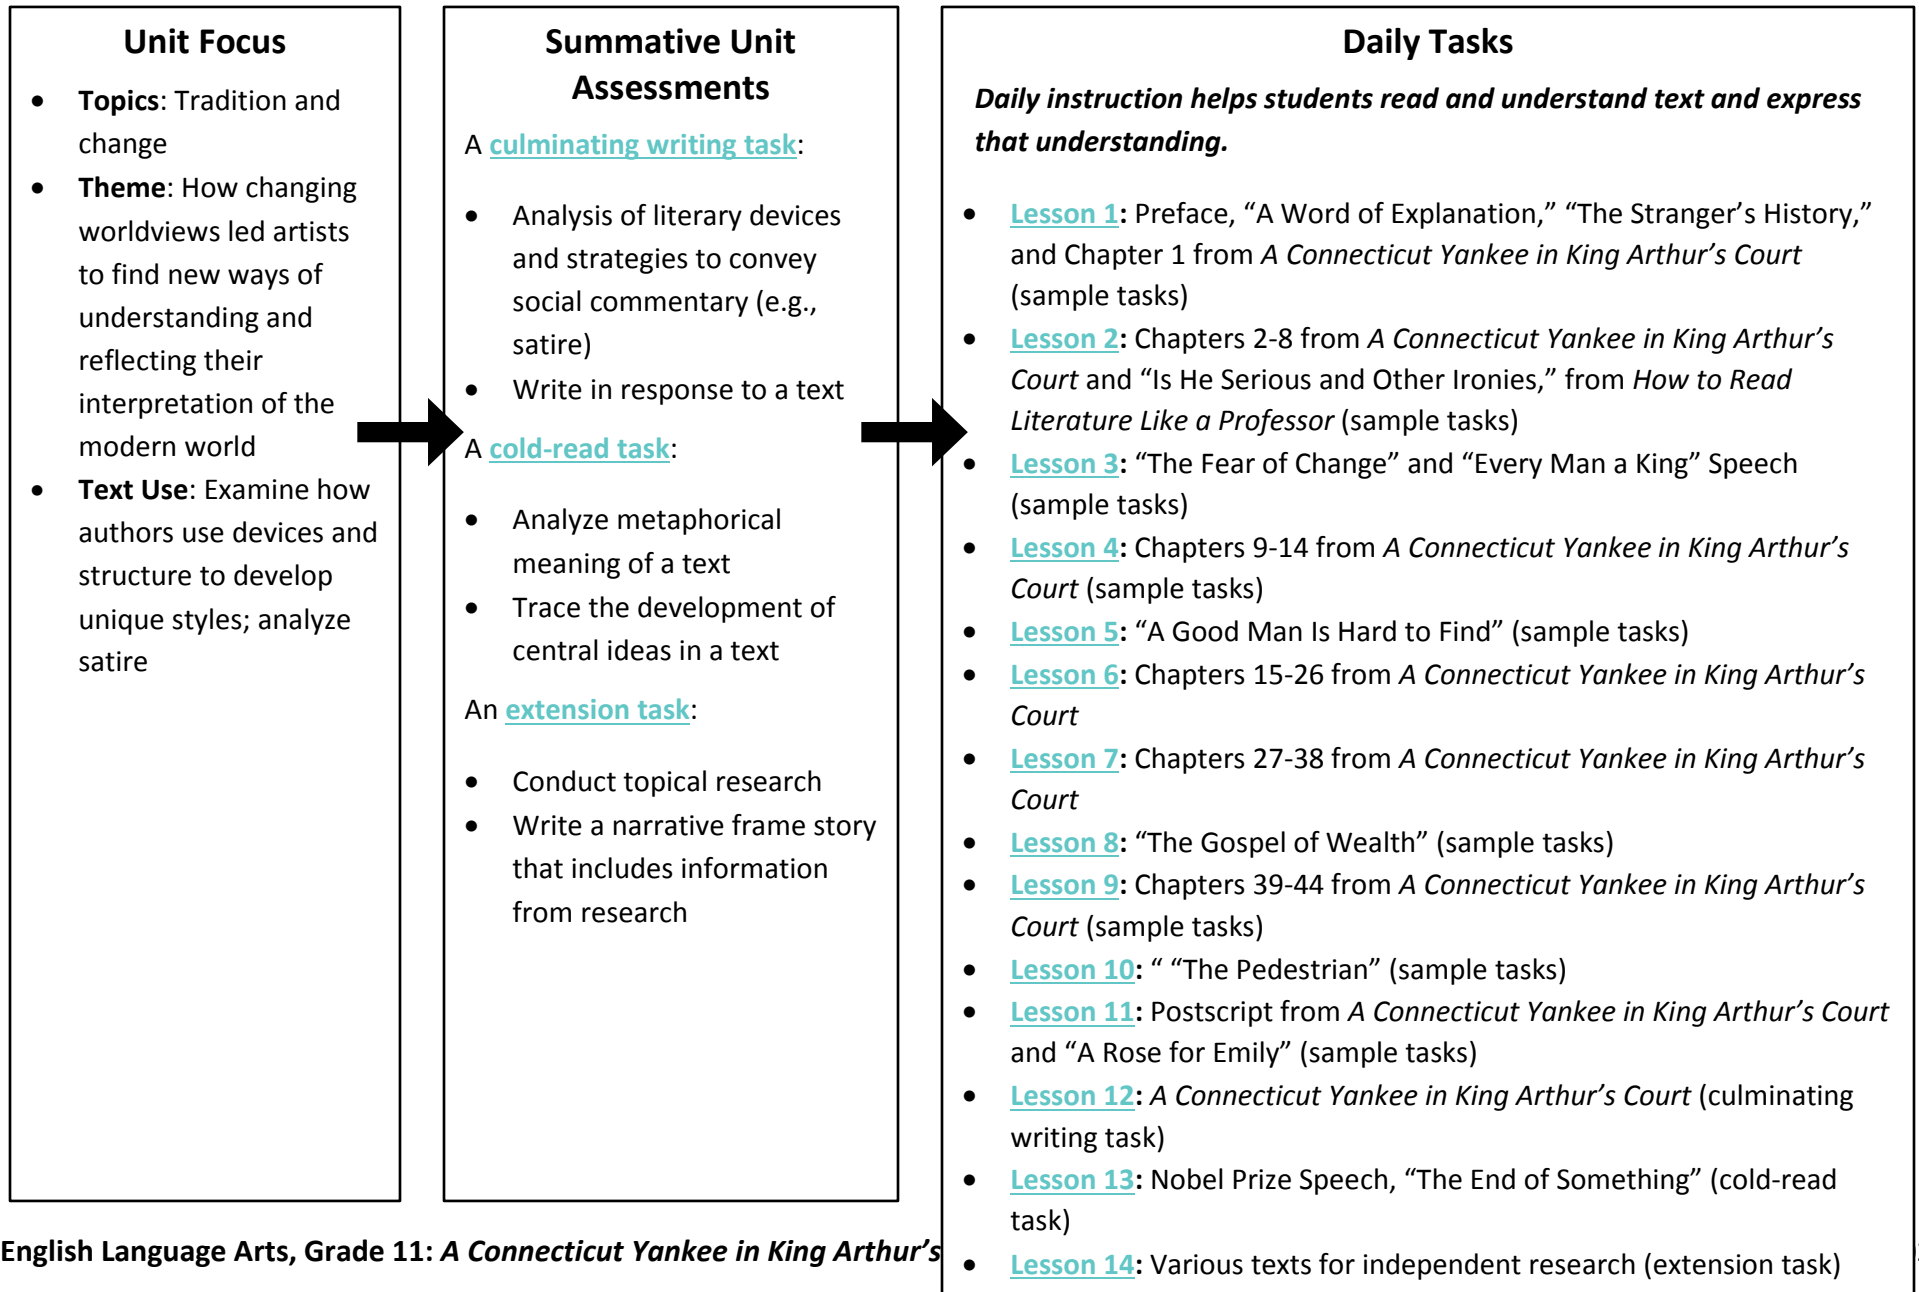 Unit Focus
• Topics: Tradition and
change
• Theme: How changing
worldviews led artists
to find new ways of
understanding and
reflecting their
interpretation of the
modern world
• Text Use: Examine how
authors use devices and
structure to develop
unique styles; analyze
satire
Summative Unit
Assessments
A culminating writing task:
• Analysis of literary devices
and strategies to convey
social commentary (e.g.,
satire)
• Write in response to a text
A cold-read task:
• Analyze metaphorical
meaning of a text
• Trace the development of
central ideas in a text
An extension task:
• Conduct topical research
• Write a narrative frame story
that includes information
from research
Daily Tasks
Daily instruction helps students read and understand text and express
that understanding.
• Lesson 1: Preface, “A Word of Explanation,” “The Stranger’s History,”
and Chapter 1 from A Connecticut Yankee in King Arthur’s Court
(sample tasks)
• Lesson 2: Chapters 2-8 from A Connecticut Yankee in King Arthur’s
Court and “Is He Serious and Other Ironies,” from How to Read
Literature Like a Professor (sample tasks)
• Lesson 3: “The Fear of Change” and “Every Man a King” Speech
(sample tasks)
• Lesson 4: Chapters 9-14 from A Connecticut Yankee in King Arthur’s
Court (sample tasks)
• Lesson 5: “A Good Man Is Hard to Find” (sample tasks)
• Lesson 6: Chapters 15-26 from A Connecticut Yankee in King Arthur’s
Court
• Lesson 7: Chapters 27-38 from A Connecticut Yankee in King Arthur’s
Court
• Lesson 8: “The Gospel of Wealth” (sample tasks)
• Lesson 9: Chapters 39-44 from A Connecticut Yankee in King Arthur’s
Court (sample tasks)
• Lesson 10: “ “The Pedestrian” (sample tasks)
• Lesson 11: Postscript from A Connecticut Yankee in King Arthur’s Court
and “A Rose for Emily” (sample tasks)
• Lesson 12: A Connecticut Yankee in King Arthur’s Court (culminating
writing task)
• Lesson 13: Nobel Prize Speech, “The End of Something” (cold-read
task)
• Lesson 14: Various texts for independent research (extension task)
English Language Arts, Grade 11: A Connecticut Yankee in King Arthur’s